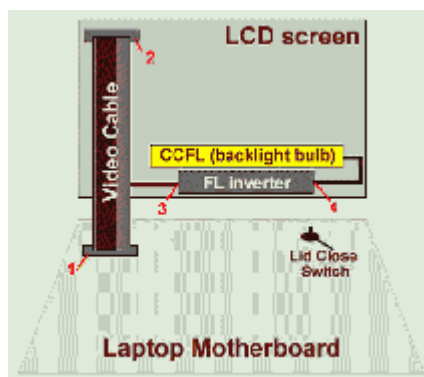 LCD screen
2
Video Cable
CCFL (backlight bulb)
FL inverter
3
4
1
Lid Close
Switch
Laptop Motherboard